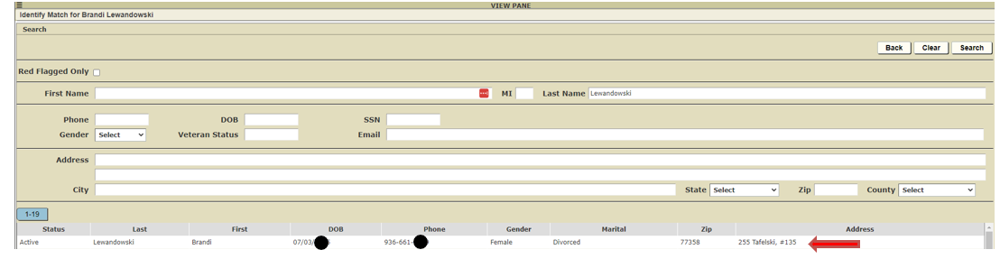 VIEW PANE
Identify Match for Brandi Lewandowski
Search
Back Clear Search
Red Flagged Only
First Name MI Last Name Lewandowski
Phone DOB SSN
Gender Select Veteran Status Email
Address
City State Select Zip County Select
1-19
Status Last First DOB Phone Gender Marital Zip Address
Active Lewandowski Brandi 07/03/ 936-661- Female Divorced 77358 255 Tafelski, #135